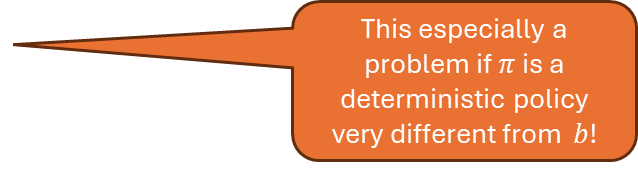 This especially a
problem if π is a
deterministic policy
very different from b!